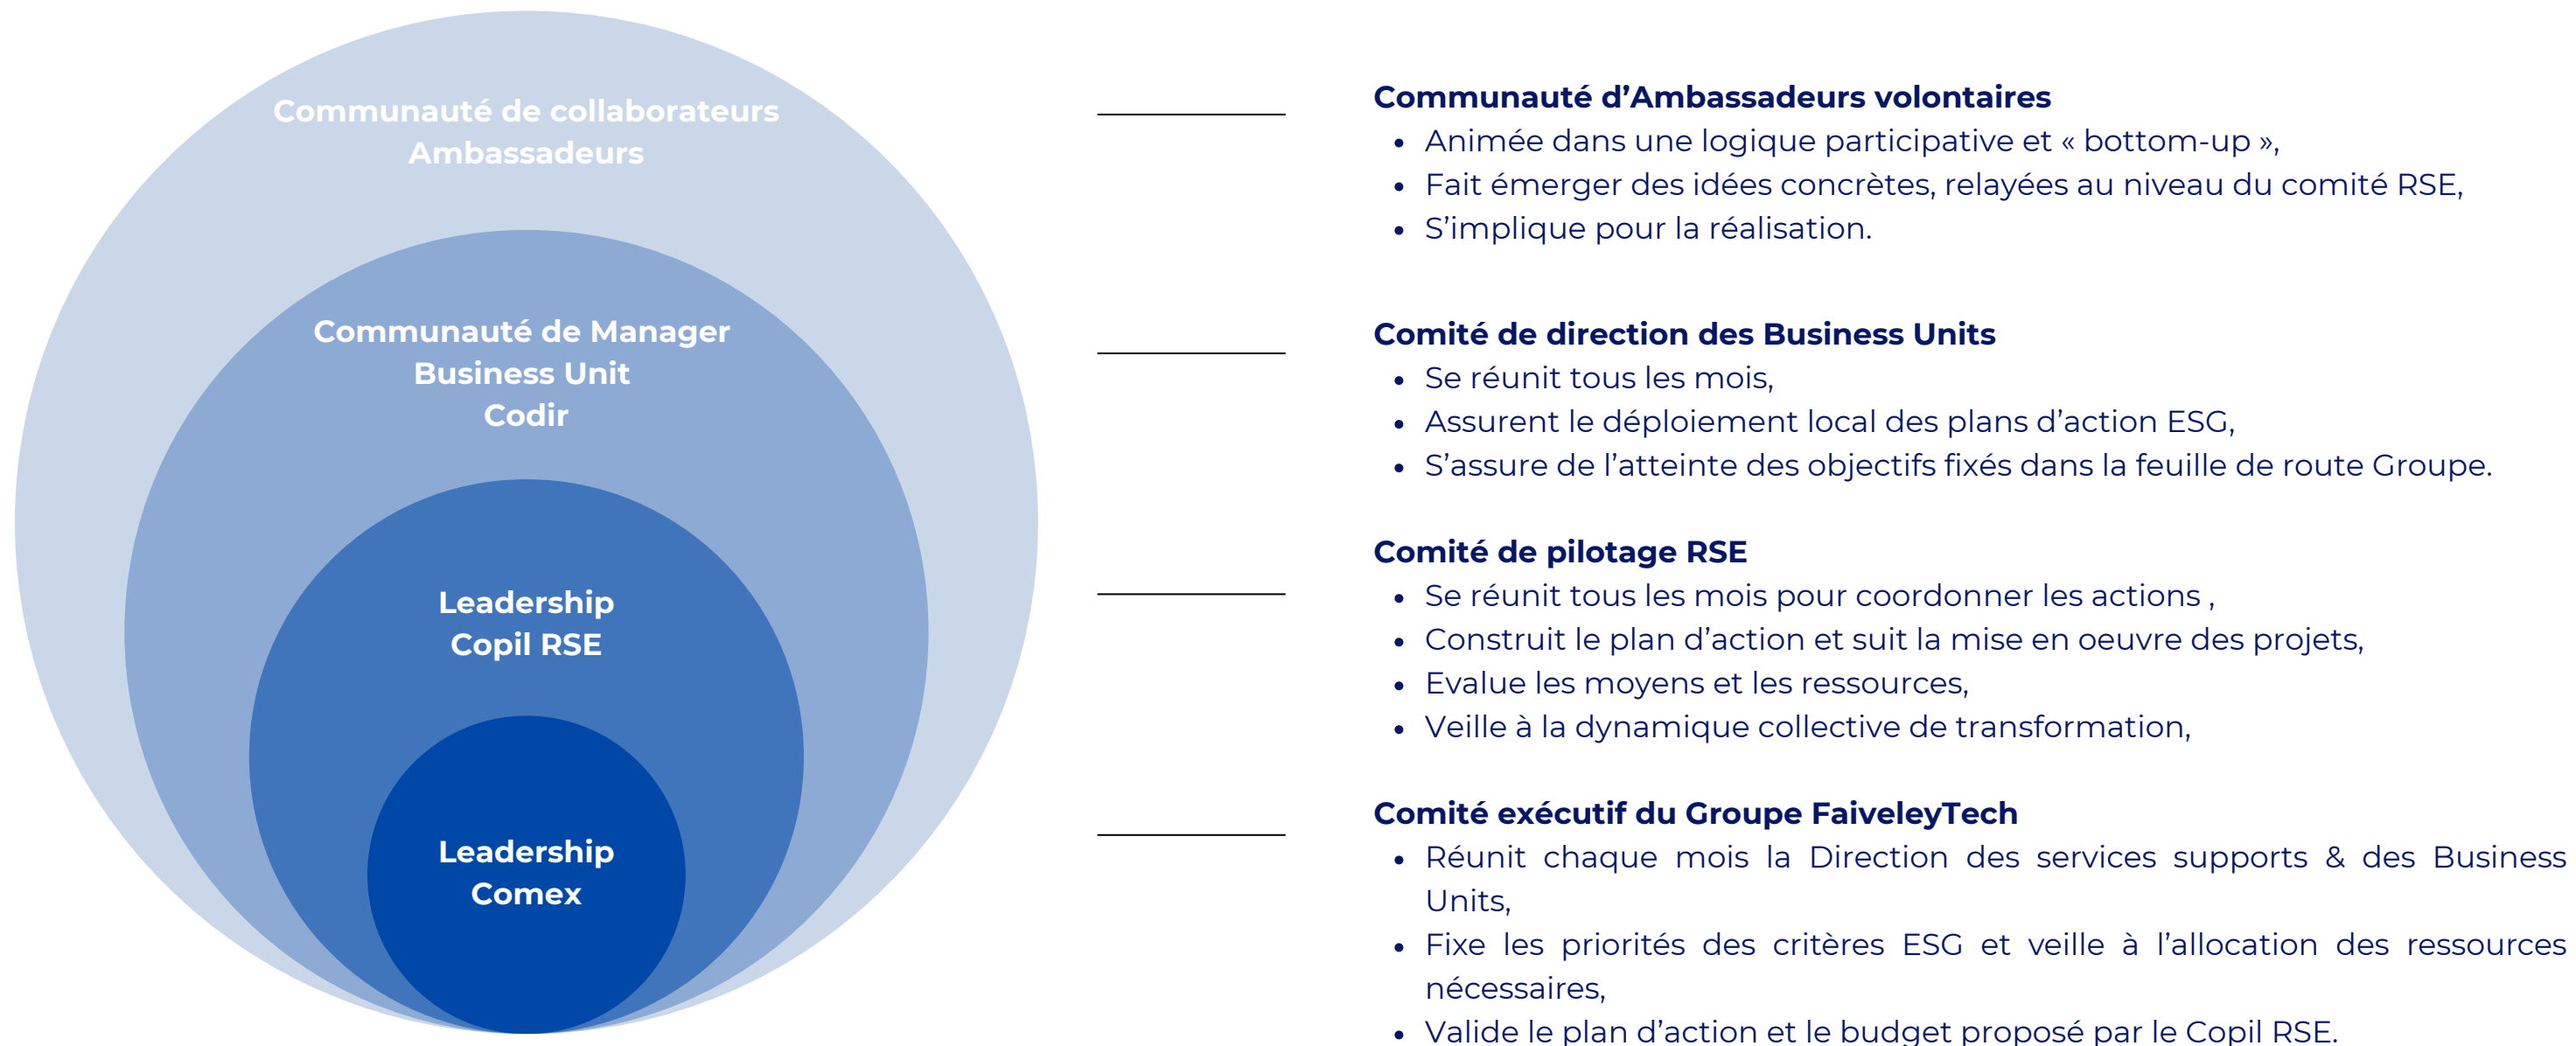 Communauté de collaborateurs
Ambassadeurs
Communauté de Manager
Business Unit
Codir
Leadership
Copil RSE
Leadership
Comex
Communauté d’Ambassadeurs volontaires
• Animée dans une logique participative et « bottom-up »,
• Fait émerger des idées concrètes, relayées au niveau du comité RSE,
• S’implique pour la réalisation.
Comité de direction des Business Units
• Se réunit tous les mois,
• Assurent le déploiement local des plans d’action ESG,
• S’assure de l’atteinte des objectifs fixés dans la feuille de route Groupe.
Comité de pilotage RSE
• Se réunit tous les mois pour coordonner les actions ,
• Construit le plan d’action et suit la mise en oeuvre des projets,
• Evalue les moyens et les ressources,
• Veille à la dynamique collective de transformation,
Comité exécutif du Groupe FaiveleyTech
• Réunit chaque mois la Direction des services supports & des Business
Units,
• Fixe les priorités des critères ESG et veille à l’allocation des ressources
nécessaires,
• Valide le plan d’action et le budget proposé par le Copil RSE.